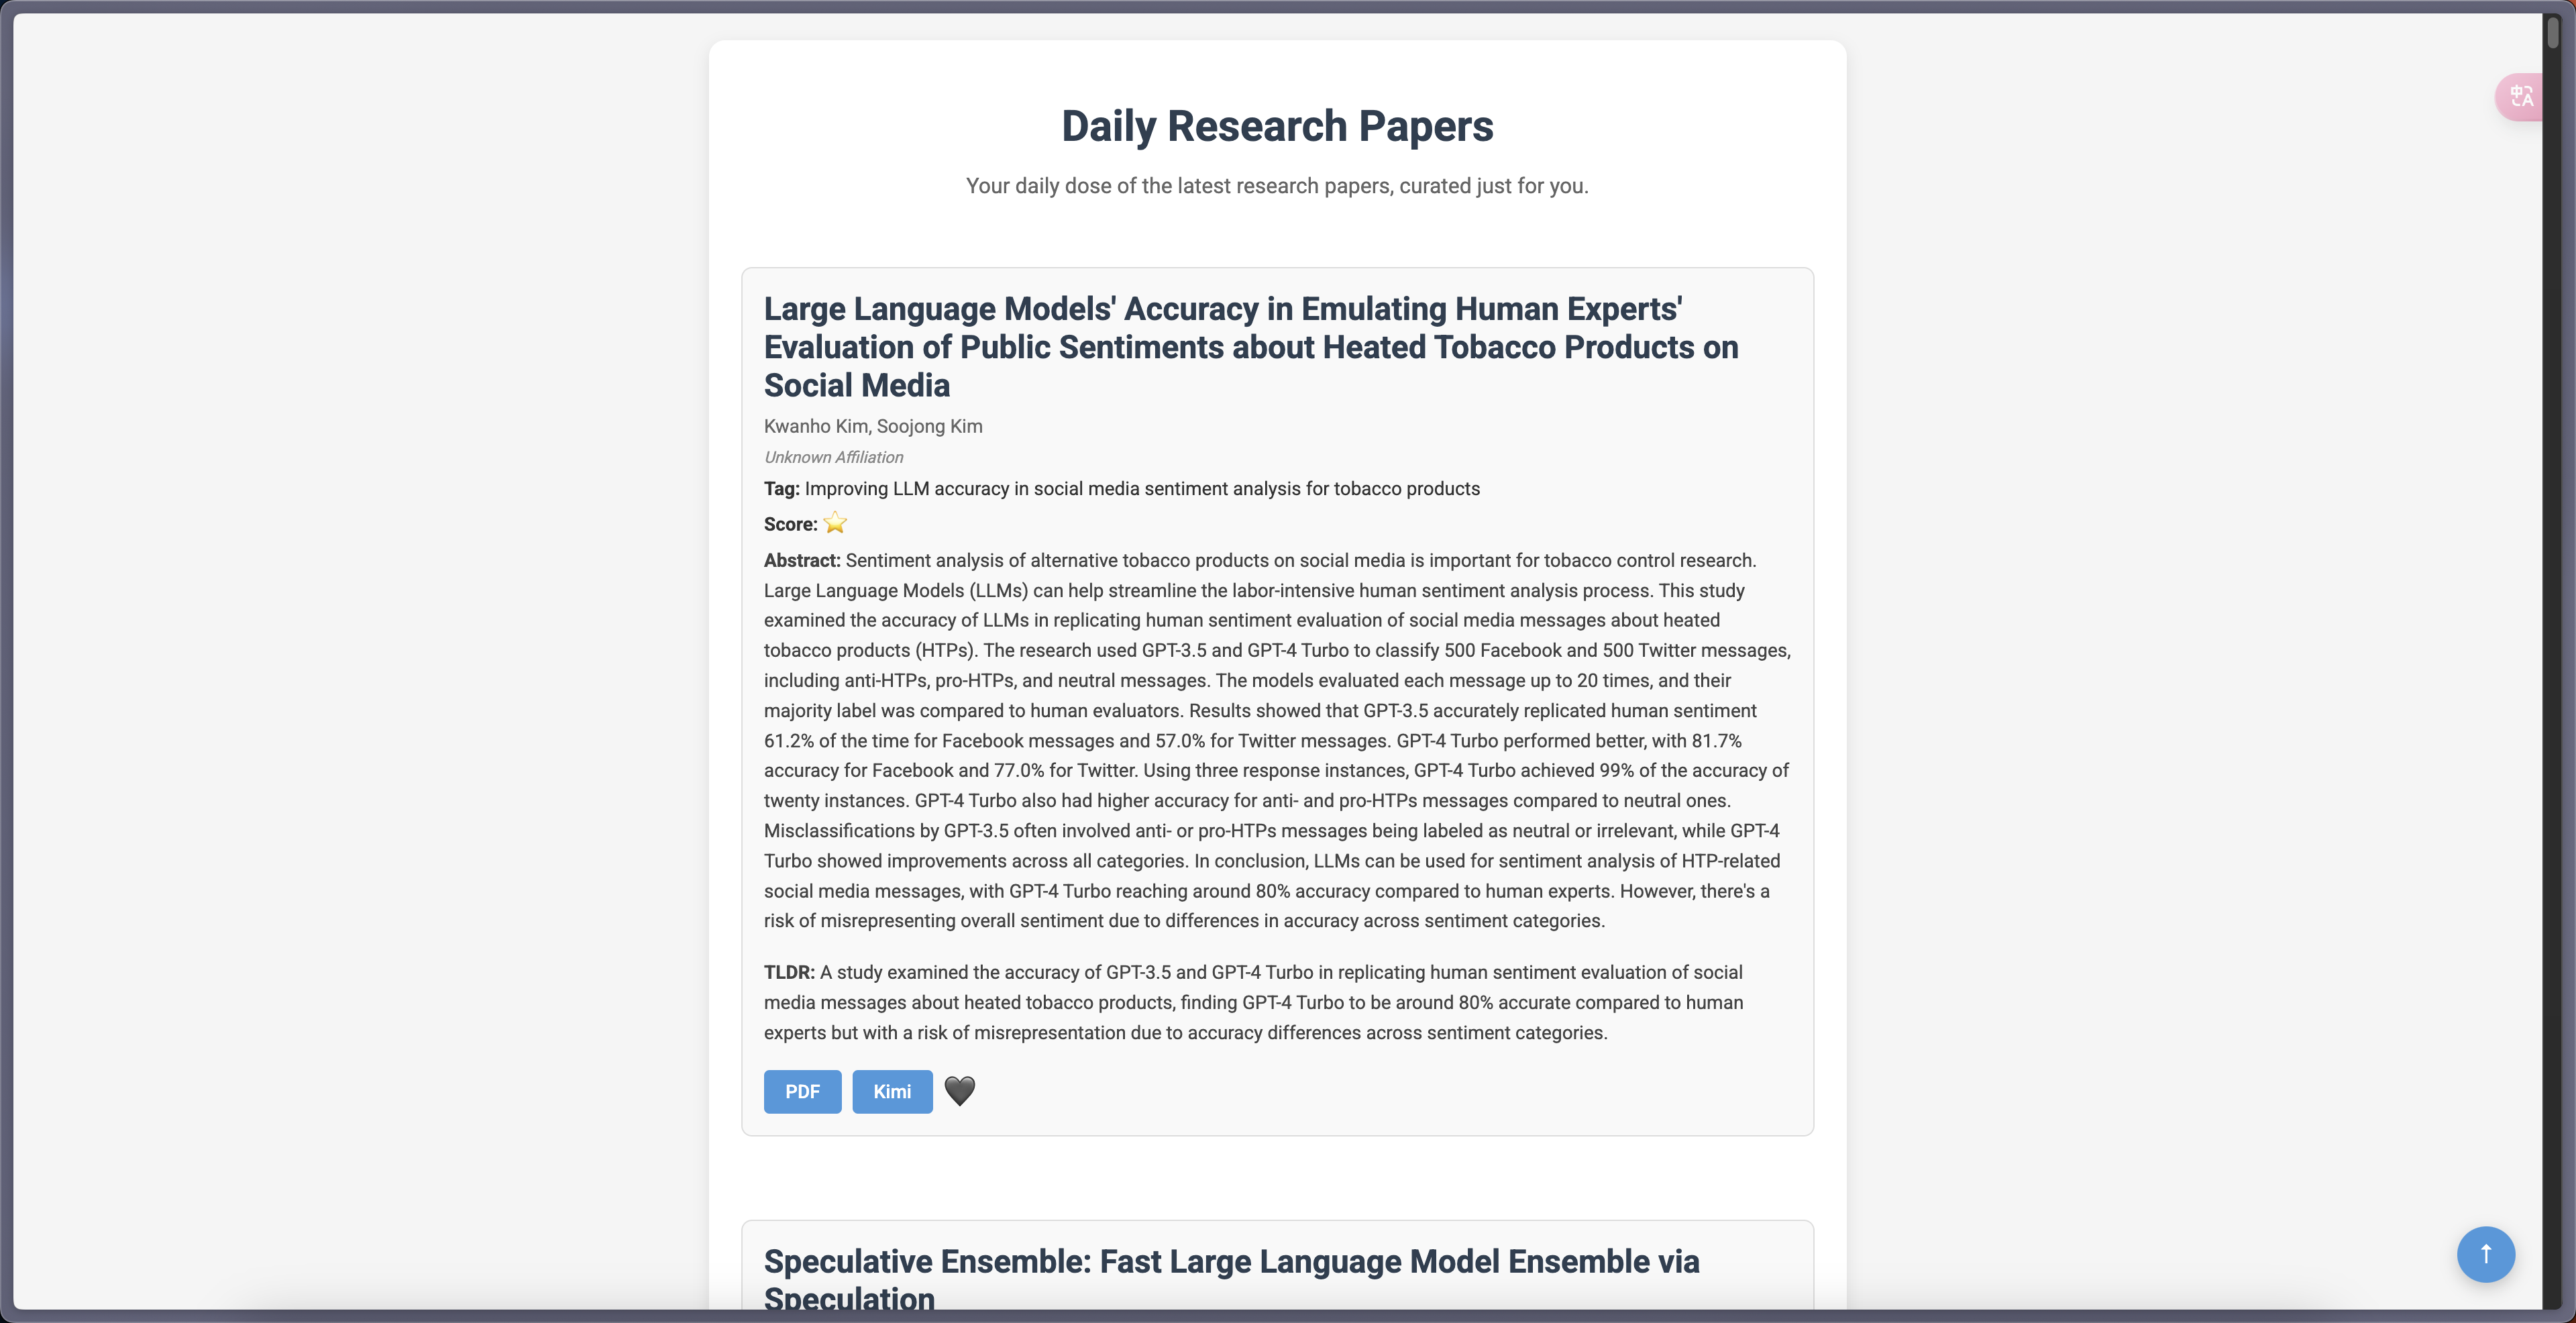 Daily Research Papers
Your daily dose of the latest research papers, curated just for you.
Large Language Models' Accuracy in Emulating Human Experts'
Evaluation of Public Sentiments about Heated Tobacco Products on
Social Media
Kwanho Kim, Soojong Kim
Unknown Affiliation
Tag: Improving LLM accuracy in social media sentiment analysis for tobacco products
Score: ⭐
Abstract: Sentiment analysis of alternative tobacco products on social media is important for tobacco control research.
Large Language Models (LLMs) can help streamline the labor-intensive human sentiment analysis process. This study
examined the accuracy of LLMs in replicating human sentiment evaluation of social media messages about heated
tobacco products (HTPs). The research used GPT-3.5 and GPT-4 Turbo to classify 500 Facebook and 500 Twitter messages,
including anti-HTPs, pro-HTPs, and neutral messages. The models evaluated each message up to 20 times, and their
majority label was compared to human evaluators. Results showed that GPT-3.5 accurately replicated human sentiment
61.2% of the time for Facebook messages and 57.0% for Twitter messages. GPT-4 Turbo performed better, with 81.7%
accuracy for Facebook and 77.0% for Twitter. Using three response instances, GPT-4 Turbo achieved 99% of the accuracy of
twenty instances. GPT-4 Turbo also had higher accuracy for anti- and pro-HTPs messages compared to neutral ones.
Misclassifications by GPT-3.5 often involved anti- or pro-HTPs messages being labeled as neutral or irrelevant, while GPT-4
Turbo showed improvements across all categories. In conclusion, LLMs can be used for sentiment analysis of HTP-related
social media messages, with GPT-4 Turbo reaching around 80% accuracy compared to human experts. However, there's a
risk of misrepresenting overall sentiment due to differences in accuracy across sentiment categories.
TLDR: A study examined the accuracy of GPT-3.5 and GPT-4 Turbo in replicating human sentiment evaluation of social
media messages about heated tobacco products, finding GPT-4 Turbo to be around 80% accurate compared to human
experts but with a risk of misrepresentation due to accuracy differences across sentiment categories.
PDF Kimi 🖤
Speculative Ensemble: Fast Large Language Model Ensemble via
Speculation
↑
中A